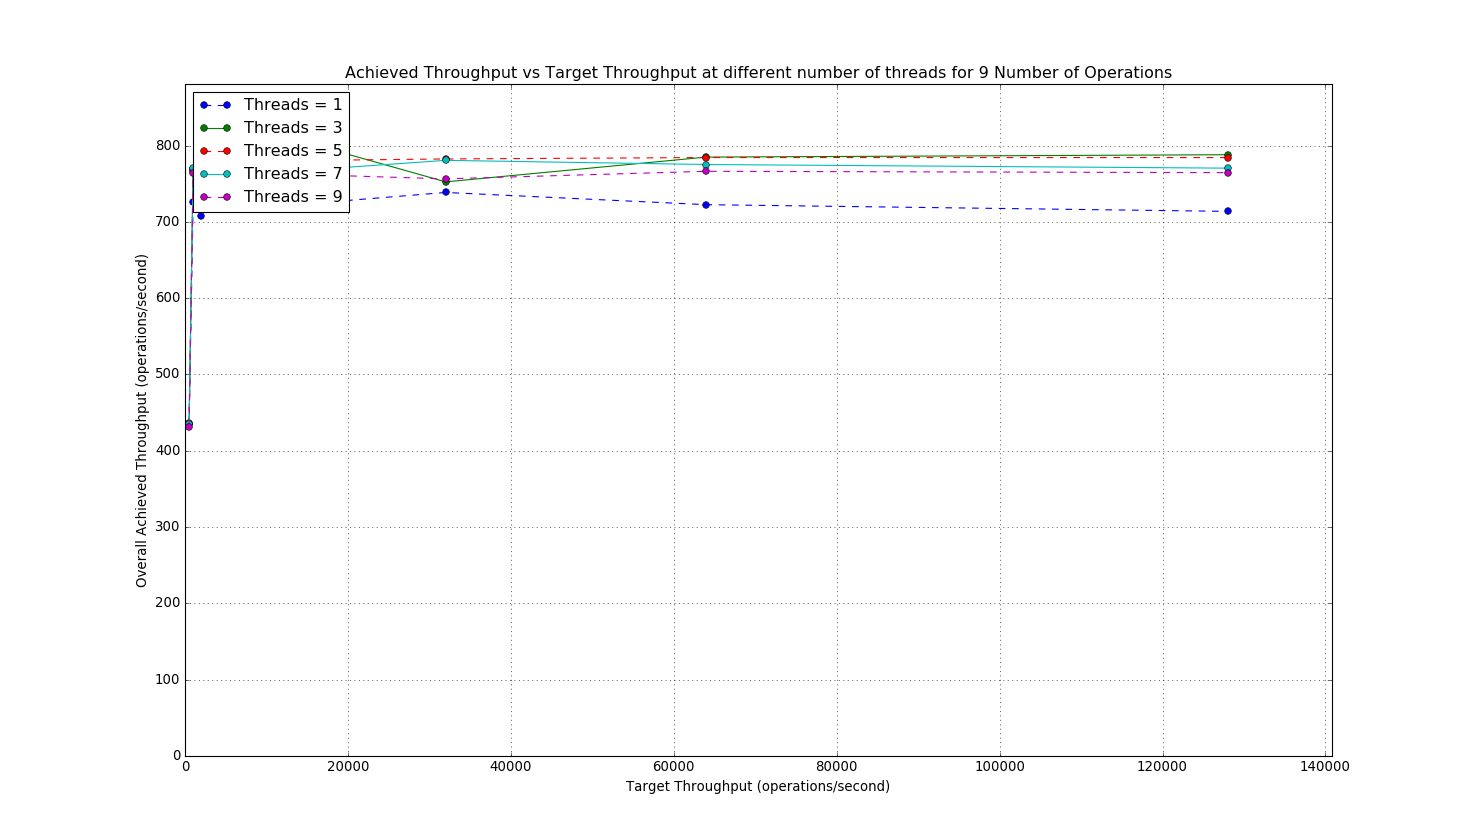 Achieved Throughput vs Target Throughput at different number of threads for 9 Number of Operations
Threads = 1
Threads = 3
Threads = 5
Threads = 7
Threads = 9
800
700
600
500
400
300
200
100
0
Overall Achieved Throughput (operations/second)
0 20000 40000 60000 80000 100000 120000 140000
Target Throughput (operations/second)